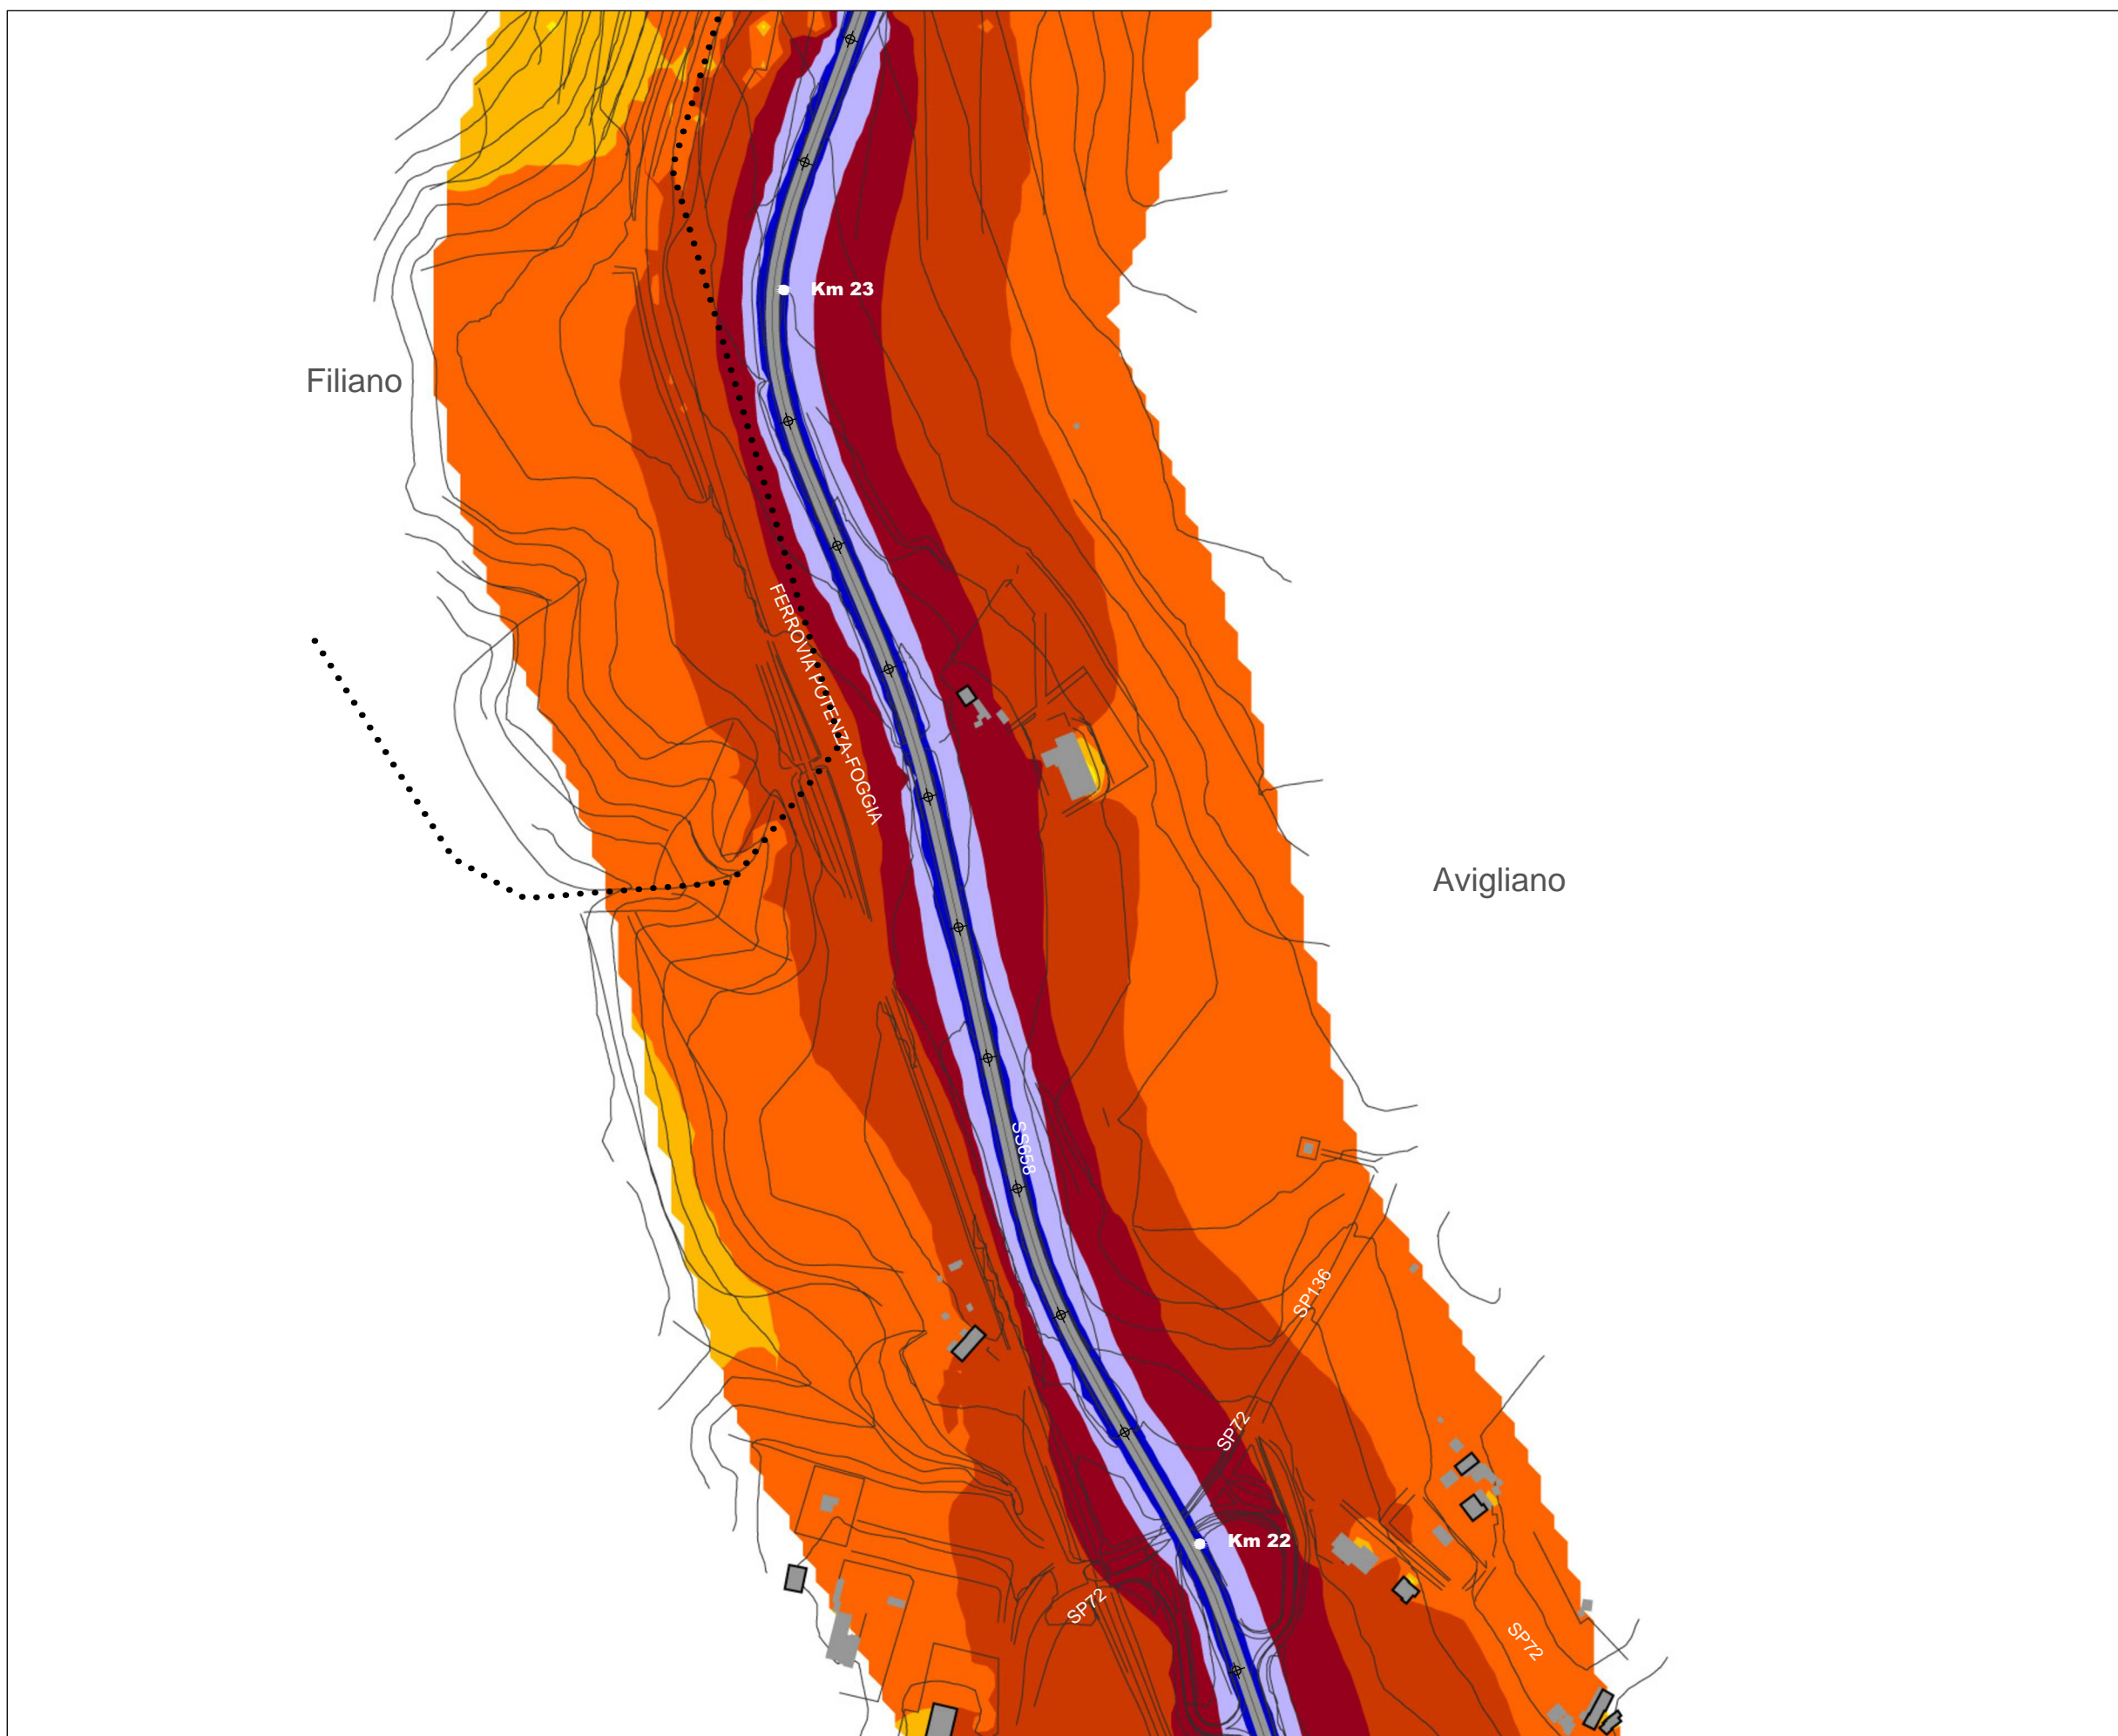 Km 23
Filiano
FERROVIA POTENZA-FOGGIA
Avigliano
SS658
SP136
SP72
Km 22
SP72
SP72